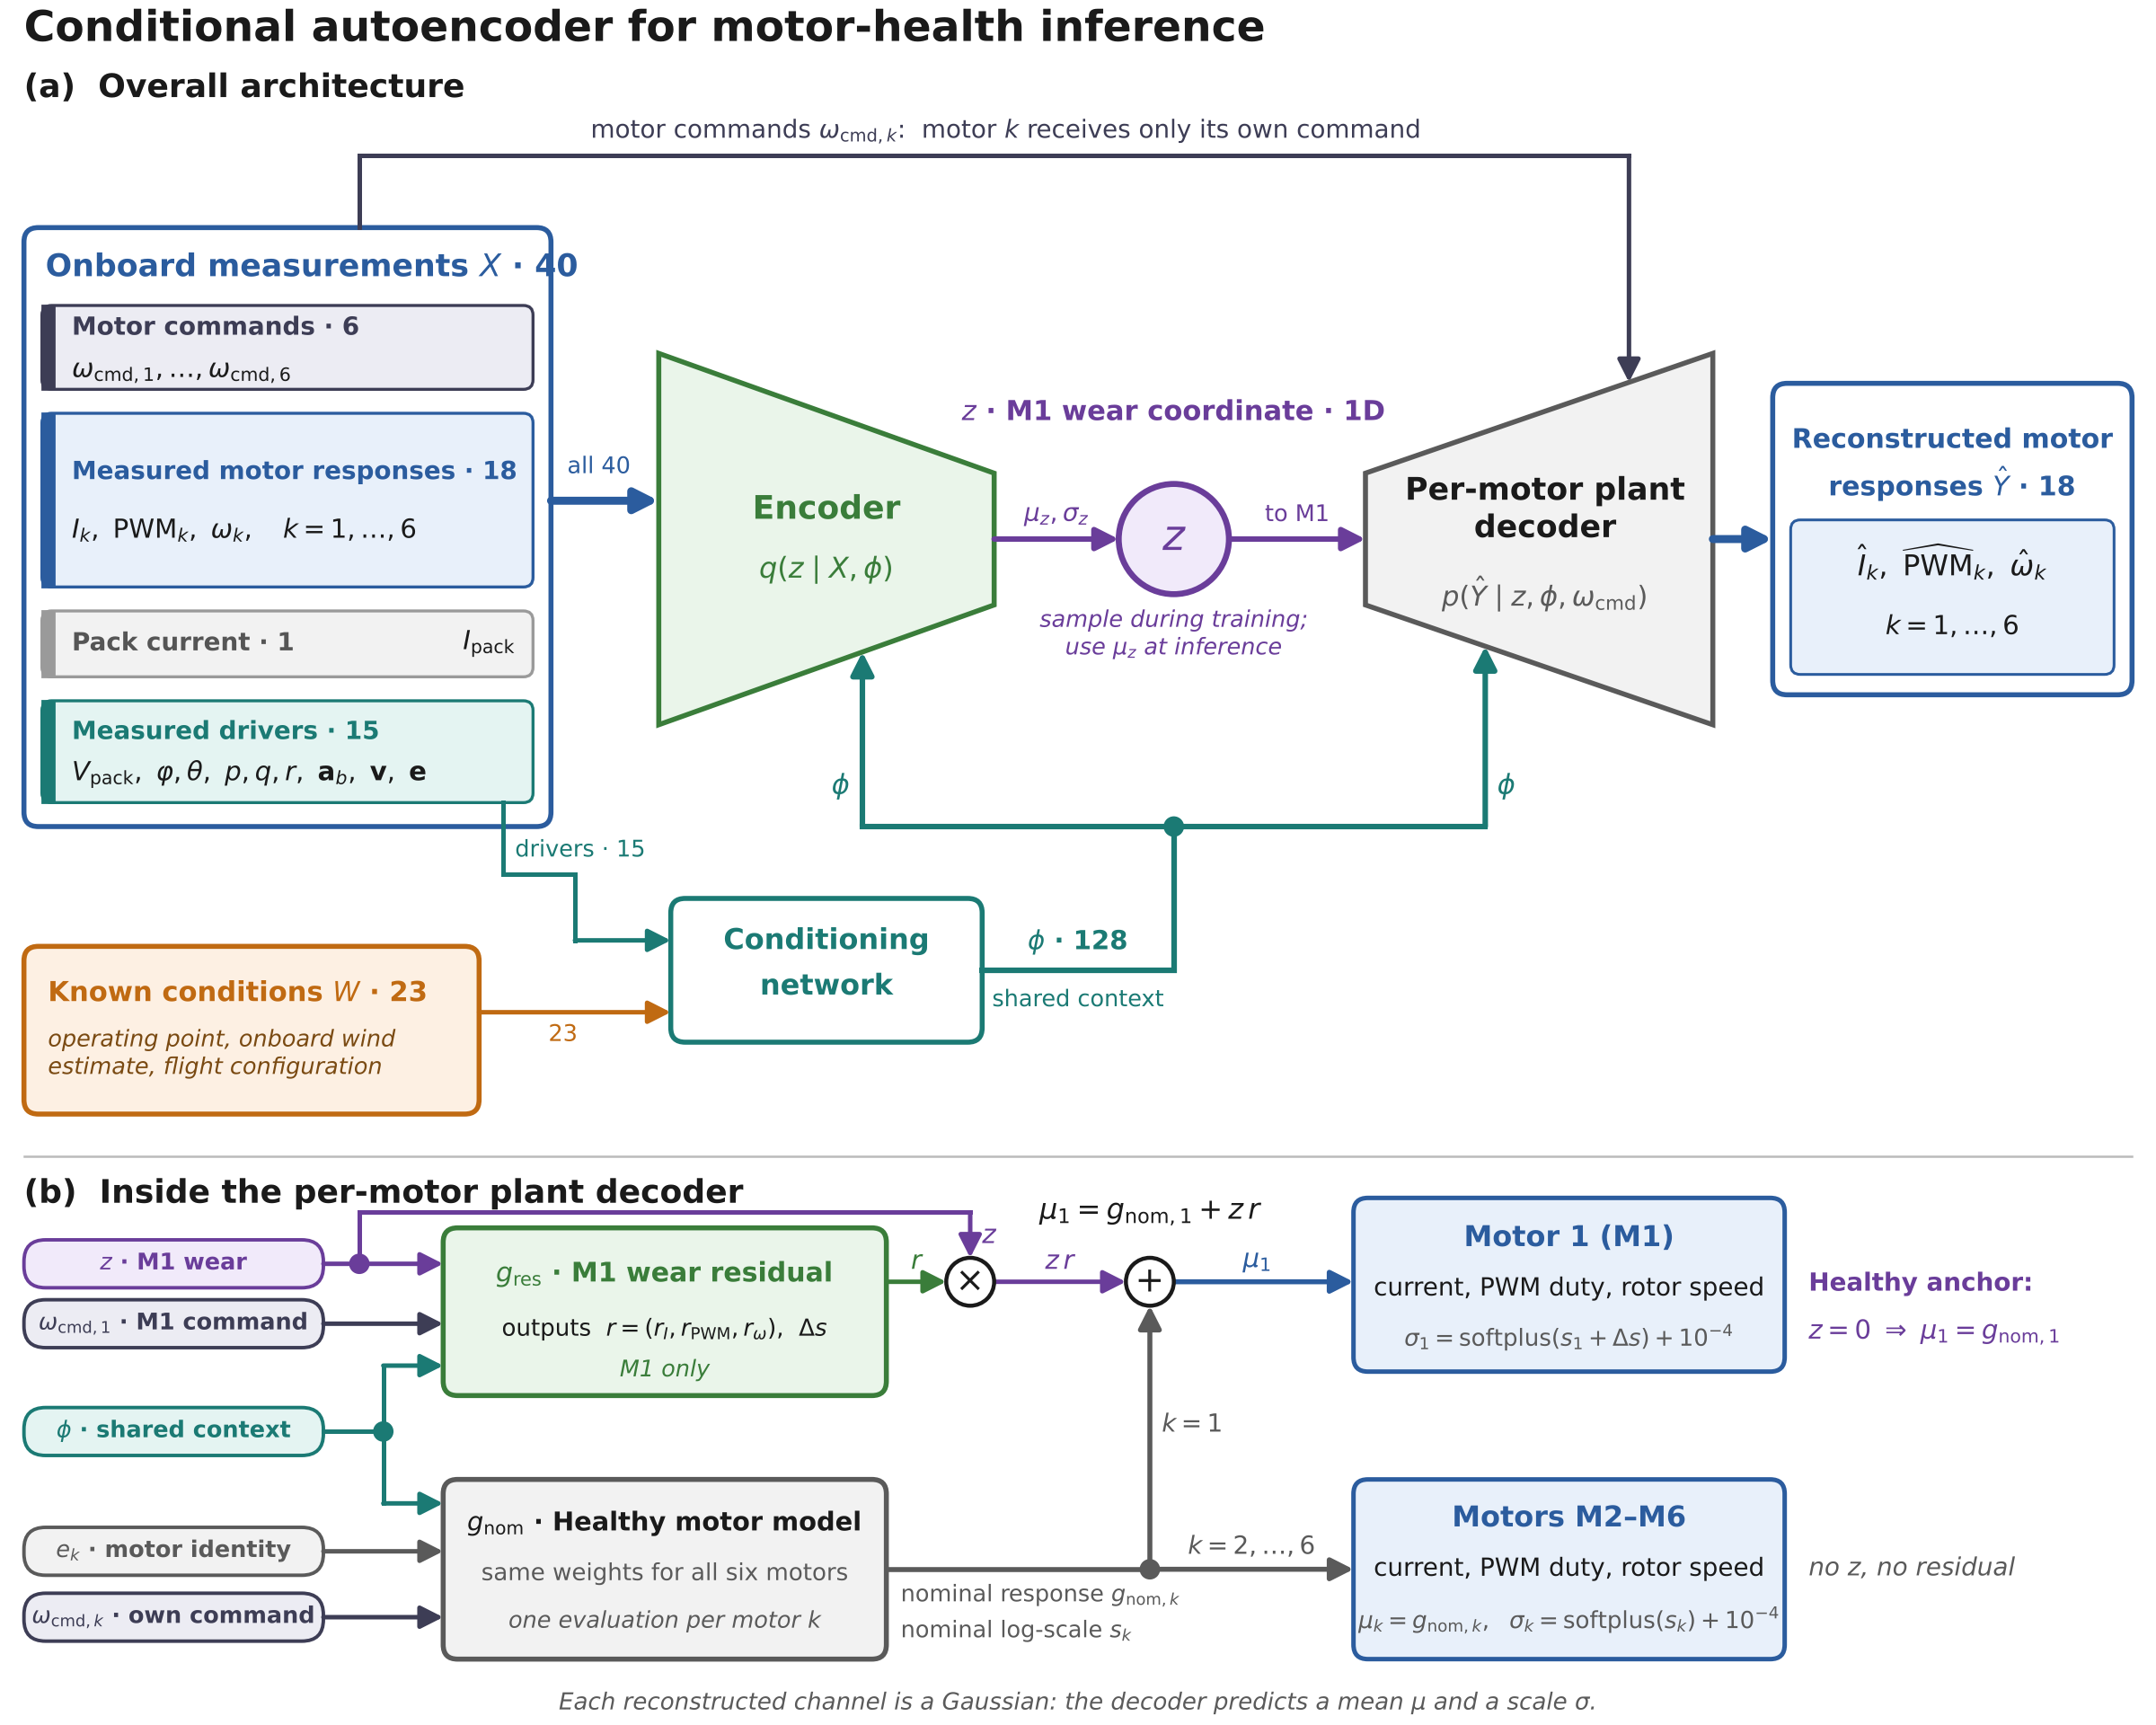 Conditional autoencoder for motor-health inference
(a) Overall architecture
motor commands ω_cmd,k: motor k receives only its own command
Onboard measurements X · 40
Motor commands · 6
ω_cmd,1, …, ω_cmd,6
Measured motor responses · 18
I_k, PWM_k, ω_k, k = 1, …, 6
Pack current · 1 I_pack
Measured drivers · 15
V_pack, φ, θ, p, q, r, a_b, v, e
all 40
Encoder
q(z | X, ϕ)
μ_z, σ_z
z · M1 wear coordinate · 1D
z
sample during training;
use μ_z at inference
to M1
Per-motor plant
decoder
p(Ŷ | z, ϕ, ω_cmd)
Reconstructed motor
responses Ŷ · 18
Î_k, \widehat{PWM}_k, ω̂_k
k = 1, …, 6
ϕ
ϕ
drivers · 15
Conditioning
network
ϕ · 128
shared context
Known conditions W · 23
operating point, onboard wind
estimate, flight configuration
23
(b) Inside the per-motor plant decoder
z · M1 wear
ω_cmd,1 · M1 command
ϕ · shared context
e_k · motor identity
ω_cmd,k · own command
g_res · M1 wear residual
outputs r = (r_I, r_PWM, r_ω), Δs
M1 only
g_nom · Healthy motor model
same weights for all six motors
one evaluation per motor k
r
z
×
z r
+
μ_1 = g_nom,1 + z r
μ_1
k = 1
k = 2, …, 6
nominal response g_nom,k
nominal log-scale s_k
Motor 1 (M1)
current, PWM duty, rotor speed
σ_1 = softplus(s_1 + Δs) + 10^−4
Healthy anchor:
z = 0 ⇒ μ_1 = g_nom,1
Motors M2–M6
current, PWM duty, rotor speed
μ_k = g_nom,k, σ_k = softplus(s_k) + 10^−4
no z, no residual
Each reconstructed channel is a Gaussian: the decoder predicts a mean μ and a scale σ.